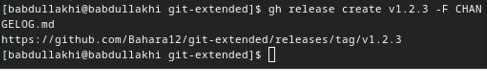 [babdullakhi@babdullakhi git-extended]$ gh release create v1.2.3 -F CHAN
GELOG.md
https://github.com/Bahara12/git-extended/releases/tag/v1.2.3
[babdullakhi@babdullakhi git-extended]$